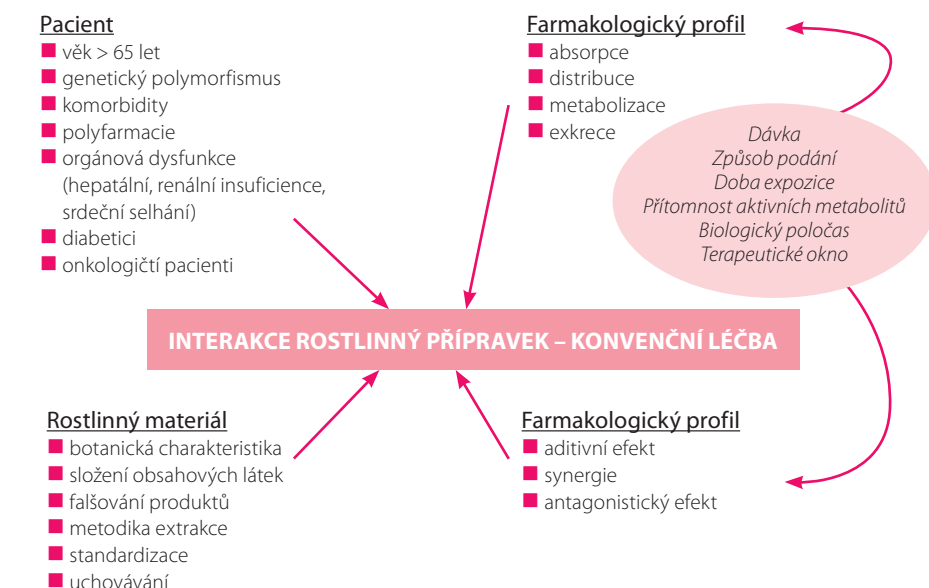 Pacient
věk > 65 let
genetický polymorfismus
komorbidity
polyfarmacie
orgánová dysfunkce
(hepatální, renální insuficience,
srdeční selhání)
diabetici
onkologičtí pacienti
Farmakologický profil
absorpce
distribuce
metabolizace
exkrece
Dávka
Způsob podání
Doba expozice
Přítomnost aktivních metabolitů
Biologický poločas
Terapeutické okno
INTERAKCE ROSTLINNÝ PŘÍPRAVEK – KONVENČNÍ LÉČBA
Rostlinný materiál
botanická charakteristika
složení obsahových látek
falšování produktů
metodika extrakce
standardizace
uchovávání
Farmakologický profil
aditivní efekt
synergie
antagonistický efekt